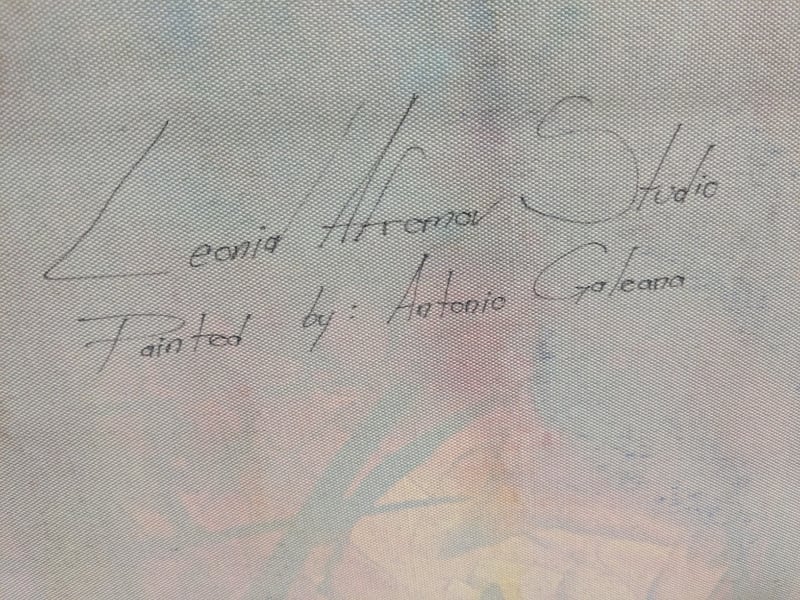 Leonid Afremov Studio
Painted by: Antonio Galeana